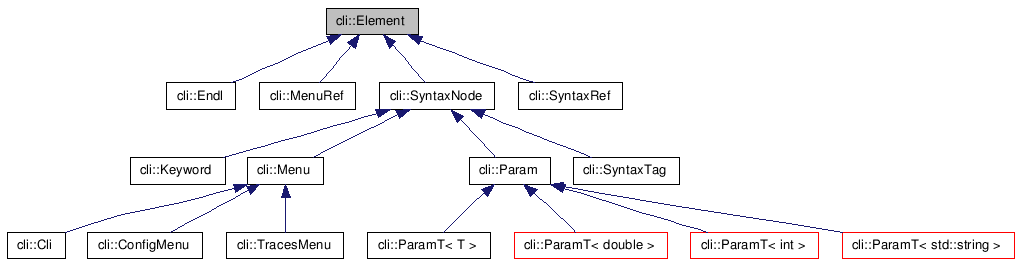 cli::Element
cli::Endl
cli::MenuRef
cli::SyntaxNode
cli::SyntaxRef
cli::Keyword
cli::Menu
cli::Param
cli::SyntaxTag
cli::Cli
cli::ConfigMenu
cli::TracesMenu
cli::ParamT< T >
cli::ParamT< double >
cli::ParamT< int >
cli::ParamT< std::string >